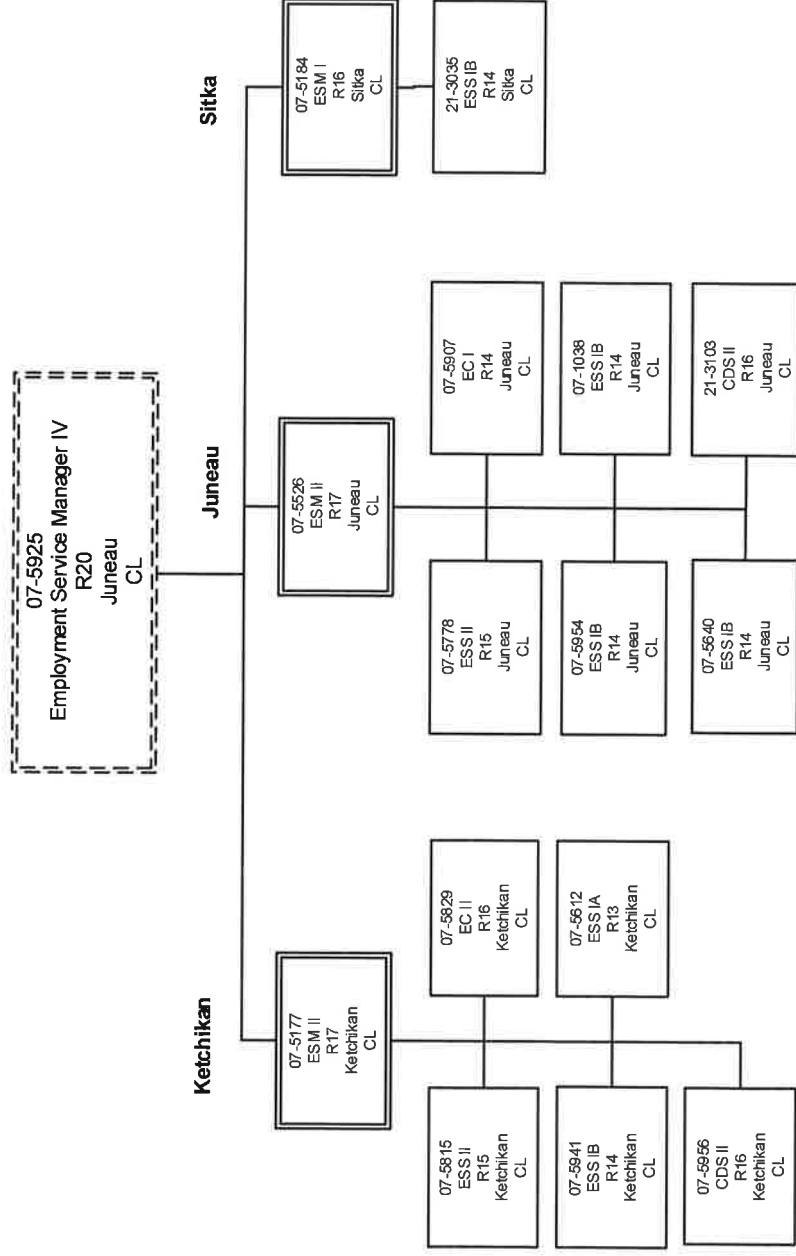 07-5925
Employment Service Manager IV
R20
Juneau
CL
Ketchikan
07-5177
ESM II
R17
Ketchikan
CL
07-5815
ESS II
R15
Ketchikan
CL
07-5829
EC II
R16
Ketchikan
CL
07-5941
ESS IB
R14
Ketchikan
CL
07-5612
ESS IA
R13
Ketchikan
CL
07-5956
CDS II
R16
Ketchikan
CL
Juneau
07-5526
ESM II
R17
Juneau
CL
07-5778
ESS II
R15
Juneau
CL
07-5907
EC I
R14
Juneau
CL
07-5954
ESS IB
R14
Juneau
CL
07-1038
ESS IB
R14
Juneau
CL
07-5640
ESS IB
R14
Juneau
CL
21-3103
CDS II
R16
Juneau
CL
Sitka
07-5184
ESM I
R16
Sitka
CL
21-3035
ESS IB
R14
Sitka
CL